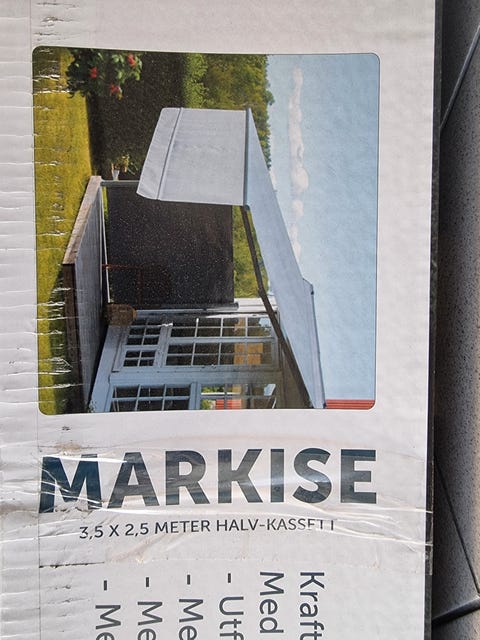 MARKISE
3,5 X 2,5 METER HALV-KASSETT
Kraft
Med
- Utf
- Me
- Me
- Me